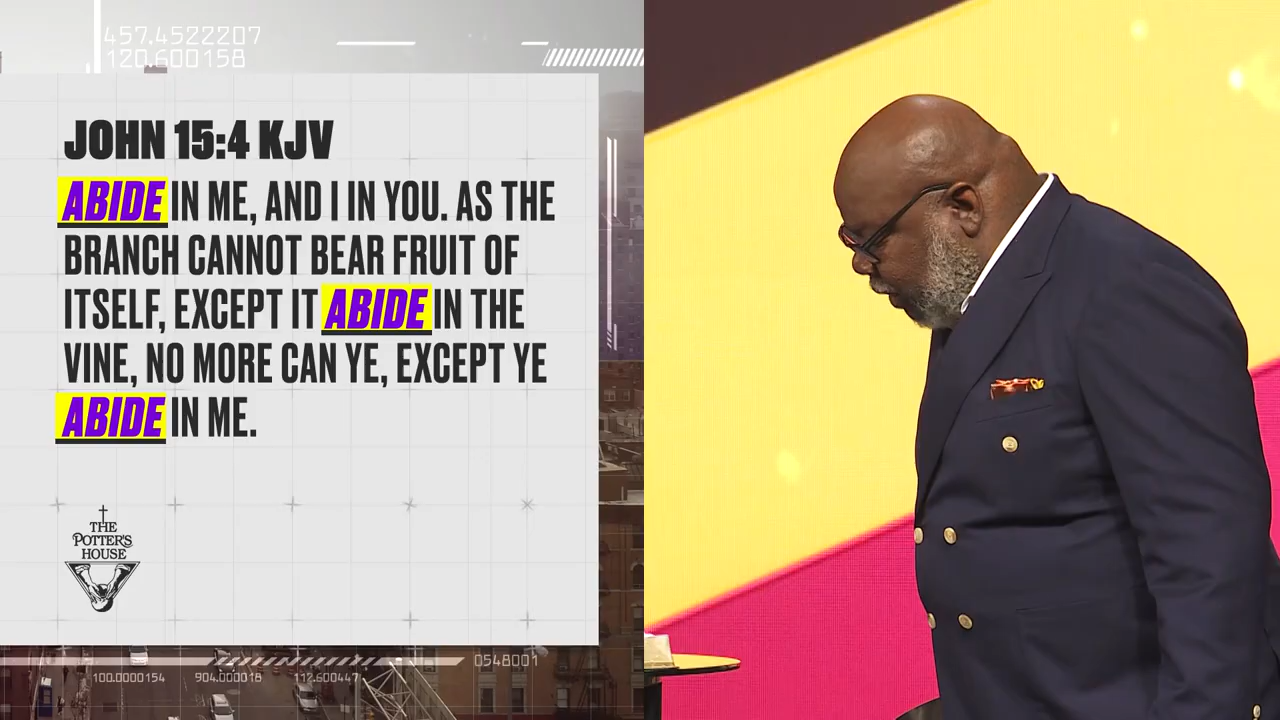 457.4522207
120.600158
JOHN 15:4 KJV
ABIDE IN ME, AND I IN YOU. AS THE
BRANCH CANNOT BEAR FRUIT OF
ITSELF, EXCEPT IT ABIDE IN THE
VINE, NO MORE CAN YE, EXCEPT YE
ABIDE IN ME.
THE
POTTER'S
HOUSE
0548001
100.0000154
904.0000018
112.6004471